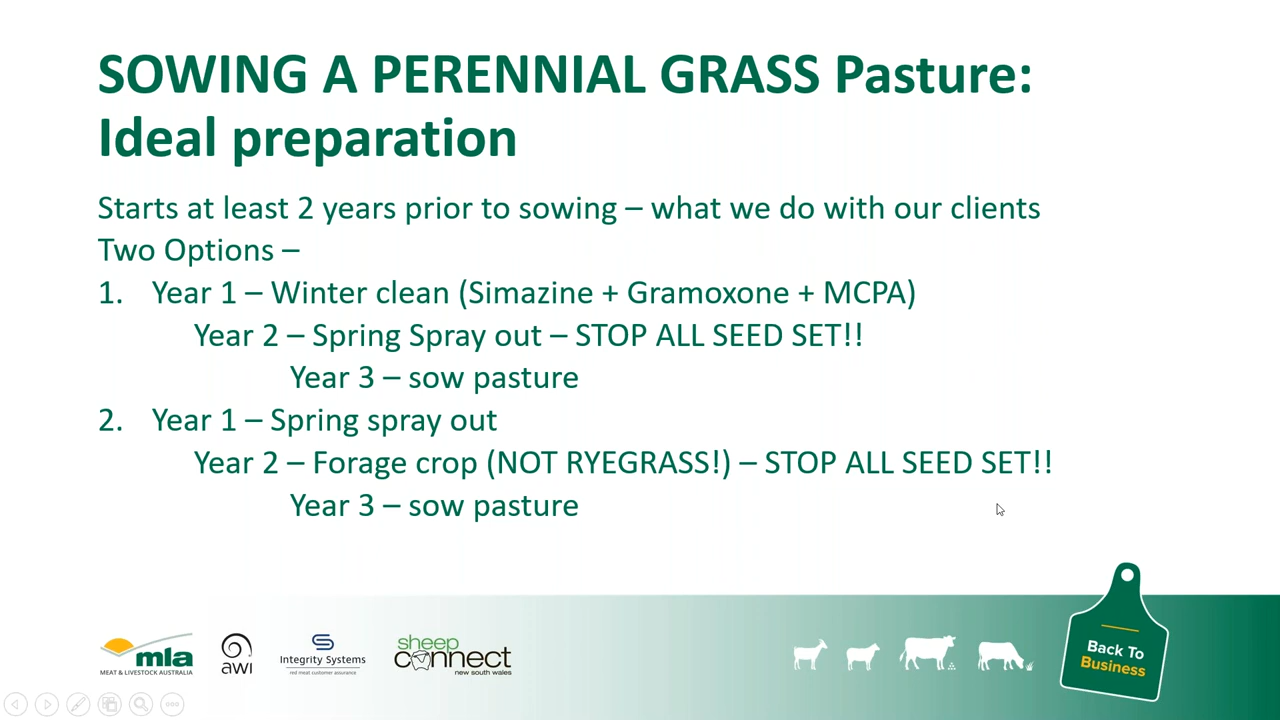 SOWING A PERENNIAL GRASS Pasture:
Ideal preparation
Starts at least 2 years prior to sowing – what we do with our clients
Two Options –
1. Year 1 – Winter clean (Simazine + Gramoxone + MCPA)
Year 2 – Spring Spray out – STOP ALL SEED SET!!
Year 3 – sow pasture
2. Year 1 – Spring spray out
Year 2 – Forage crop (NOT RYEGRASS!) – STOP ALL SEED SET!!
Year 3 – sow pasture
mla
MEAT & LIVESTOCK AUSTRALIA
AWI
Integrity Systems
red meat customer assurance
sheep
connect
new south wales
Back To
Business